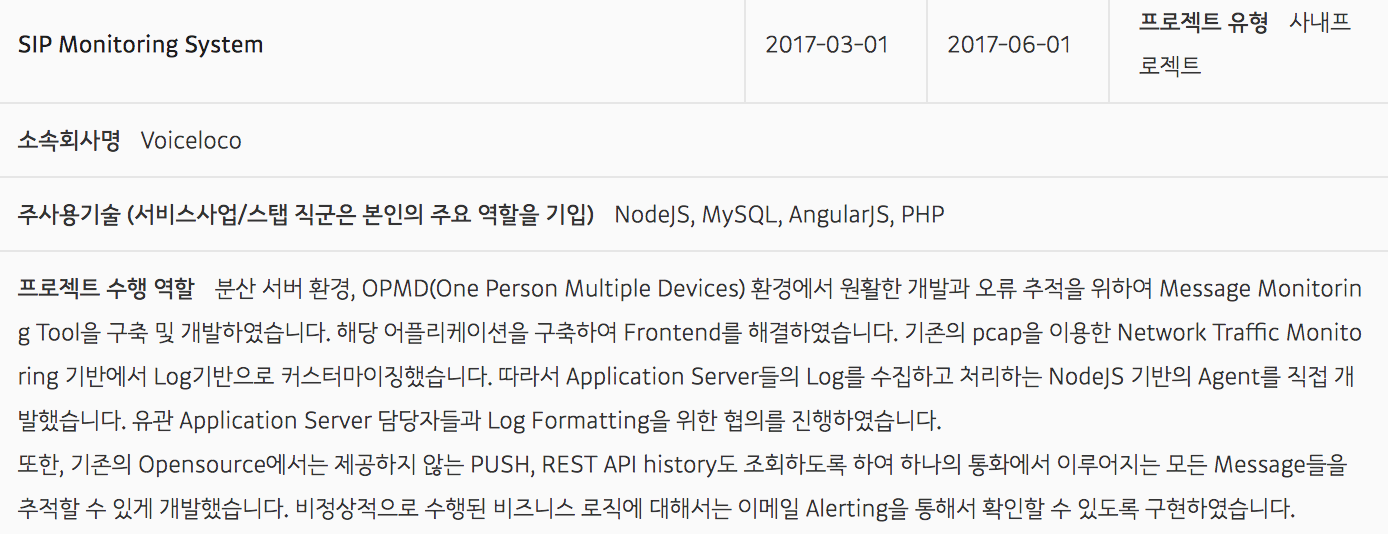 SIP Monitoring System 2017-03-01 2017-06-01 프로젝트 유형 사내프
로젝트
소속회사명 Voiceloco
주사용기술 (서비스사업/스탭 직군은 본인의 주요 역할을 기입) NodeJS, MySQL, AngularJS, PHP
프로젝트 수행 역할 분산 서버 환경, OPMD(One Person Multiple Devices) 환경에서 원활한 개발과 오류 추적을 위하여 Message Monitorin
g Tool을 구축 및 개발하였습니다. 해당 어플리케이션을 구축하여 Frontend를 해결하였습니다. 기존의 pcap을 이용한 Network Traffic Monito
ring 기반에서 Log기반으로 커스터마이징했습니다. 따라서 Application Server들의 Log를 수집하고 처리하는 NodeJS 기반의 Agent를 직접 개
발했습니다. 유관 Application Server 담당자들과 Log Formatting을 위한 협의를 진행하였습니다.
또한, 기존의 Opensource에서는 제공하지 않는 PUSH, REST API history도 조회하도록 하여 하나의 통화에서 이루어지는 모든 Message들을
추적할 수 있게 개발했습니다. 비정상적으로 수행된 비즈니스 로직에 대해서는 이메일 Alerting을 통해서 확인할 수 있도록 구현하였습니다.